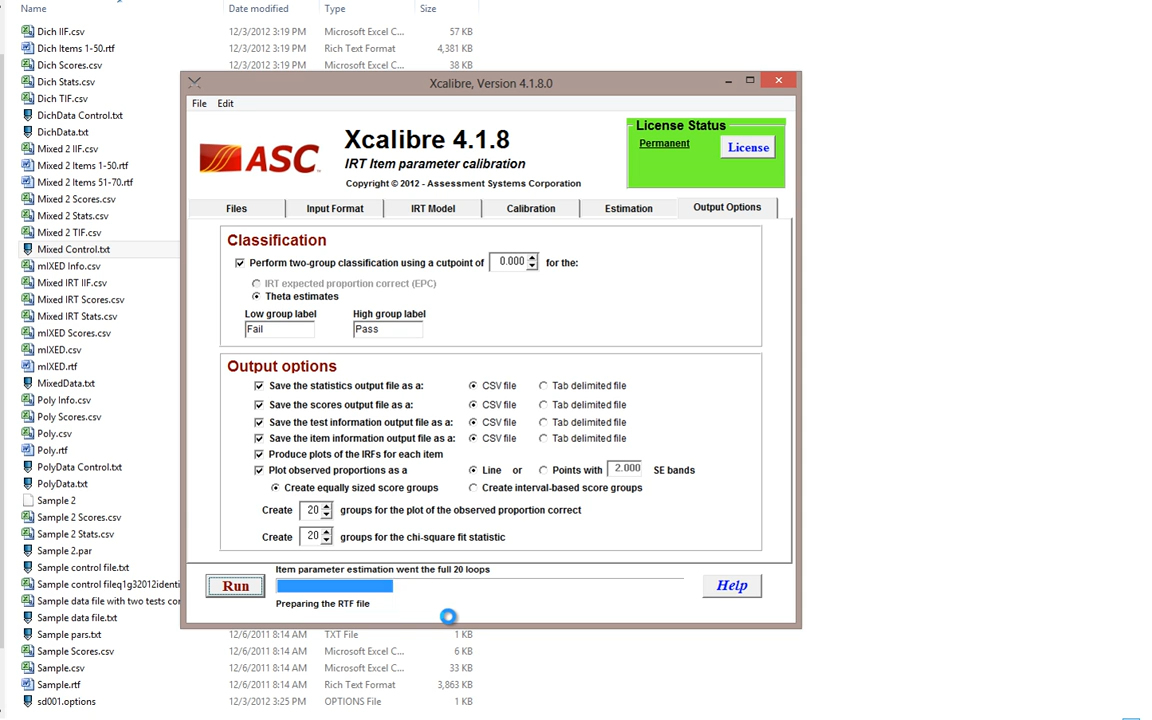 Name Date modified Type Size
Dich IIF.csv 12/3/2012 3:19 PM Microsoft Excel C... 57 KB
Dich Items 1-50.rtf 12/3/2012 3:19 PM Rich Text Format 4,381 KB
Dich Scores.csv 12/3/2012 3:19 PM Microsoft Excel C... 38 KB
Dich Stats.csv
Dich TIF.csv
DichData Control.txt
DichData.txt
Mixed 2 IIF.csv
Mixed 2 Items 1-50.rtf
Mixed 2 Items 51-70.rtf
Mixed 2 Scores.csv
Mixed 2 Stats.csv
Mixed 2 TIF.csv
Mixed Control.txt
mIXED Info.csv
Mixed IRT IIF.csv
Mixed IRT Scores.csv
Mixed IRT Stats.csv
mIXED Scores.csv
mIXED.csv
mIXED.rtf
MixedData.txt
Poly Info.csv
Poly Scores.csv
Poly.csv
Poly.rtf
PolyData Control.txt
PolyData.txt
Sample 2
Sample 2 Scores.csv
Sample 2 Stats.csv
Sample 2.par
Sample control file.txt
Sample control fileq1g32012identi
Sample data file with two tests cor
Sample data file.txt
Sample pars.txt 12/6/2011 8:14 AM TXT File 1 KB
Sample Scores.csv 12/6/2011 8:14 AM Microsoft Excel C... 6 KB
Sample.csv 12/6/2011 8:14 AM Microsoft Excel C... 33 KB
Sample.rtf 12/6/2011 8:14 AM Rich Text Format 3,863 KB
sd001.options 12/3/2012 3:25 PM OPTIONS File 1 KB
Xcalibre, Version 4.1.8.0
File Edit
ASC
Xcalibre 4.1.8
IRT Item parameter calibration
Copyright © 2012 - Assessment Systems Corporation
License Status
Permanent License
Files Input Format IRT Model Calibration Estimation Output Options
Classification
Perform two-group classification using a cutpoint of 0.000 for the:
IRT expected proportion correct (EPC)
Theta estimates
Low group label High group label
Fail Pass
Output options
Save the statistics output file as a: CSV file Tab delimited file
Save the scores output file as a: CSV file Tab delimited file
Save the test information output file as a: CSV file Tab delimited file
Save the item information output file as a: CSV file Tab delimited file
Produce plots of the IRFs for each item
Plot observed proportions as a Line or Points with 2.000 SE bands
Create equally sized score groups Create interval-based score groups
Create 20 groups for the plot of the observed proportion correct
Create 20 groups for the chi-square fit statistic
Item parameter estimation went the full 20 loops
Run Help
Preparing the RTF file